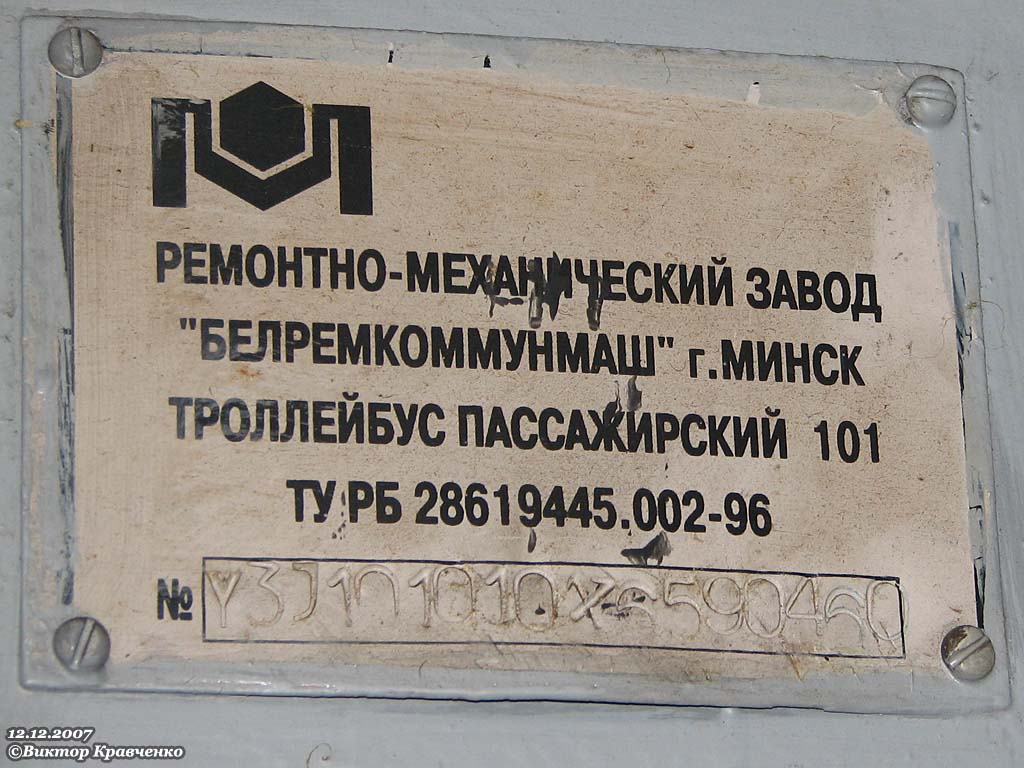 РЕМОНТНО-МЕХАНИЧЕСКИЙ ЗАВОД
"БЕЛРЕМКОММУНМАШ" г.МИНСК
ТРОЛЛЕЙБУС ПАССАЖИРСКИЙ 101
ТУ РБ 28619445.002-96
№
12.12.2007
©Виктор Кравченко